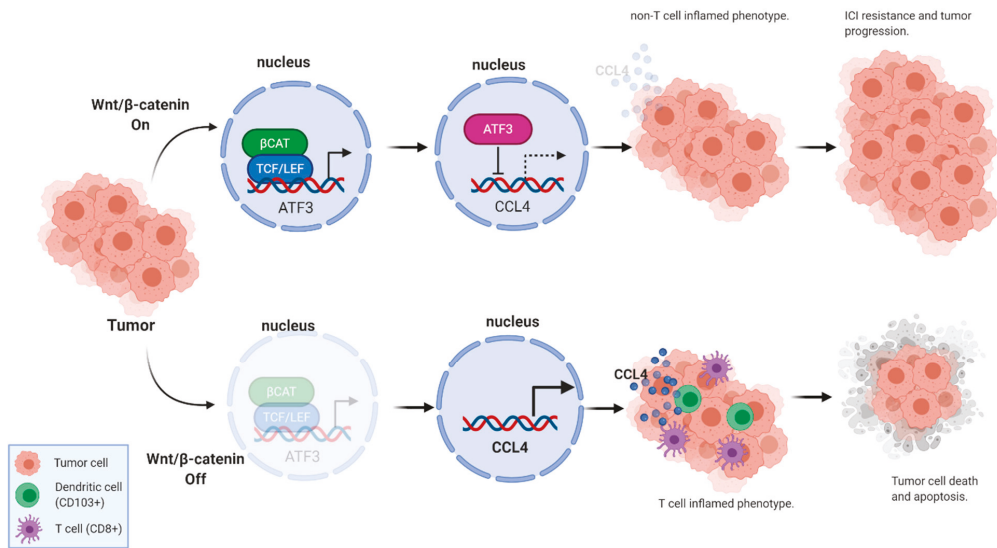 non-T cell inflamed phenotype.
ICI resistance and tumor
progression.
nucleus
nucleus
Wnt/β-catenin
On
CCL4
βCAT
TCF/LEF
ATF3
ATF3
CCL4
Tumor
nucleus
nucleus
CCL4
βCAT
TCF/LEF
ATF3
CCL4
Wnt/β-catenin
Off
T cell inflamed phenotype.
Tumor cell death
and apoptosis.
Tumor cell
Dendritic cell
(CD103+)
T cell (CD8+)